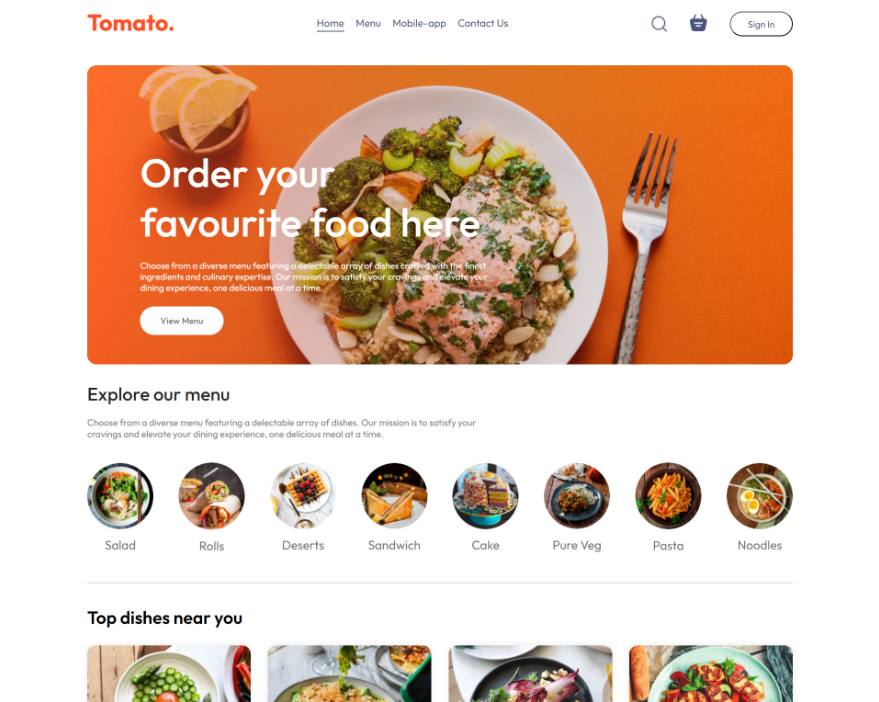 Tomato.
Home Menu Mobile-app Contact Us
Sign In
Order your
favourite food here
Choose from a diverse menu featuring a delectable array of dishes crafted with the finest
ingredients and culinary expertise. Our mission is to satisfy your cravings and elevate your
dining experience, one delicious meal at a time.
View Menu
Explore our menu
Choose from a diverse menu featuring a delectable array of dishes. Our mission is to satisfy your
cravings and elevate your dining experience, one delicious meal at a time.
Salad Rolls Deserts Sandwich Cake Pure Veg Pasta Noodles
Top dishes near you